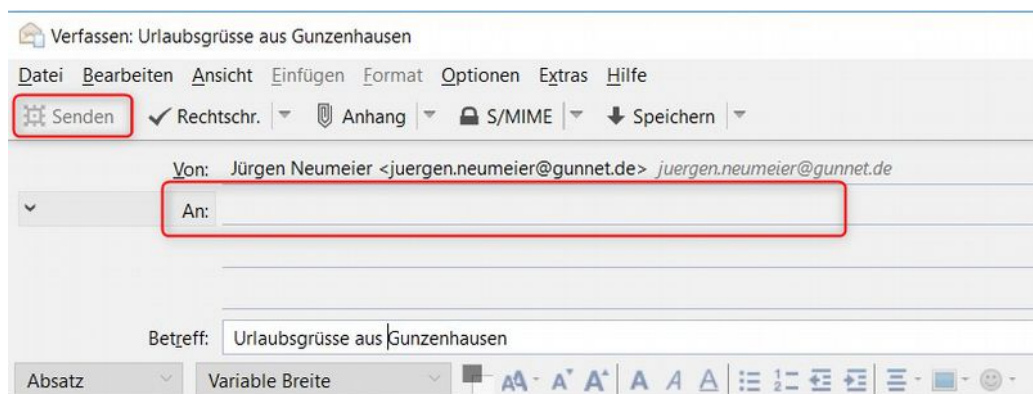 Verfassen: Urlaubsgrüsse aus Gunzenhausen
Datei Bearbeiten Ansicht Einfügen Format Optionen Extras Hilfe
Senden Rechtschr. Anhang S/MIME Speichern
Von: Jürgen Neumeier <juergen.neumeier@gunnet.de> juergen.neumeier@gunnet.de
An:
Betreff: Urlaubsgrüsse aus Gunzenhausen
Absatz Variable Breite